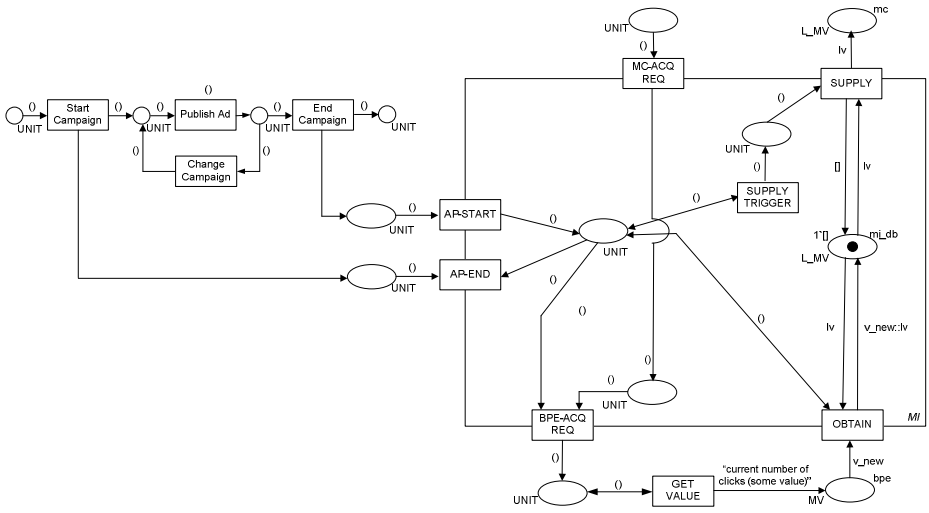 mc
UNIT
L_MV
()
lv
MC-ACQ
REQ
SUPPLY
()
()
()
()
()
()
()
Start
Campaign
Publish Ad
End
Campaign
UNIT
UNIT
UNIT
UNIT
()
()
UNIT
()
[]
lv
Change
Campaign
SUPPLY
TRIGGER
()
()
AP-START
()
UNIT
1`[]
mi_db
UNIT
L_MV
()
AP-END
UNIT
()
()
()
lv
v_new::lv
()
()
UNIT
BPE-ACQ
REQ
OBTAIN
MI
()
"current number of
clicks (some value)"
v_new
()
GET
VALUE
bpe
UNIT
MV